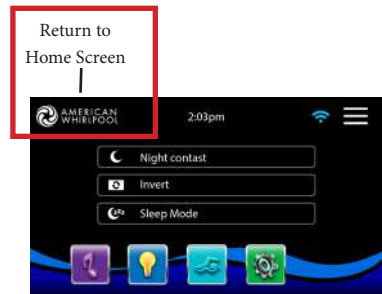 Return to
Home Screen
AMERICAN
WHIRLPOOL
2:03pm
Night contast
Invert
Sleep Mode